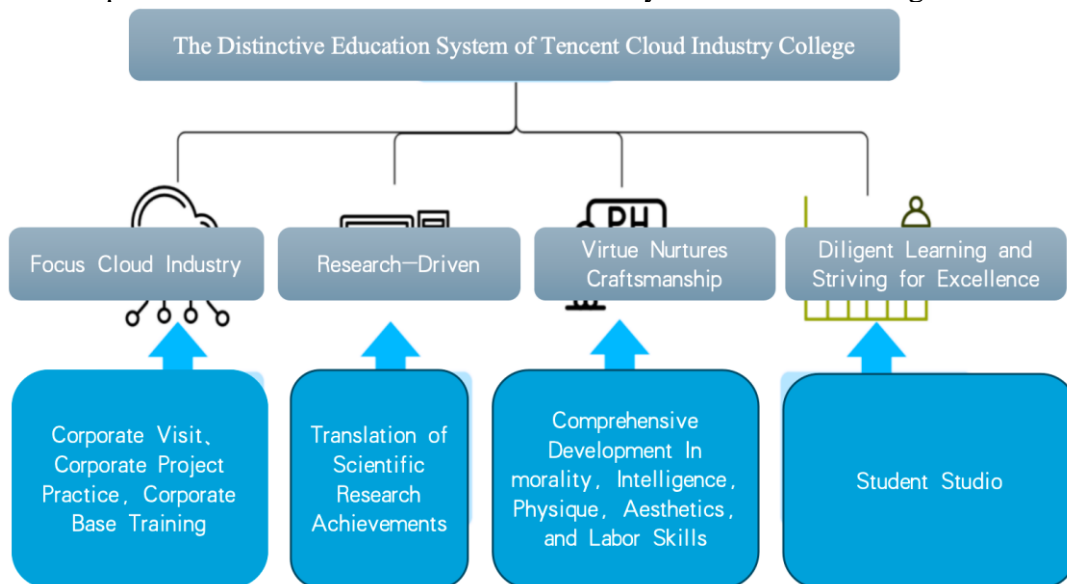 The Distinctive Education System of Tencent Cloud Industry College
PH
Focus Cloud Industry
Research—Driven
Virtue Nurtures
Craftsmanship
Diligent Learning and
Striving for Excellence
Corporate Visit、
Corporate Project
Practice, Corporate
Base Training
Translation of
Scientific
Research
Achievements
Comprehensive
Development In
morality, Intelligence,
Physique, Aesthetics,
and Labor Skills
Student Studio